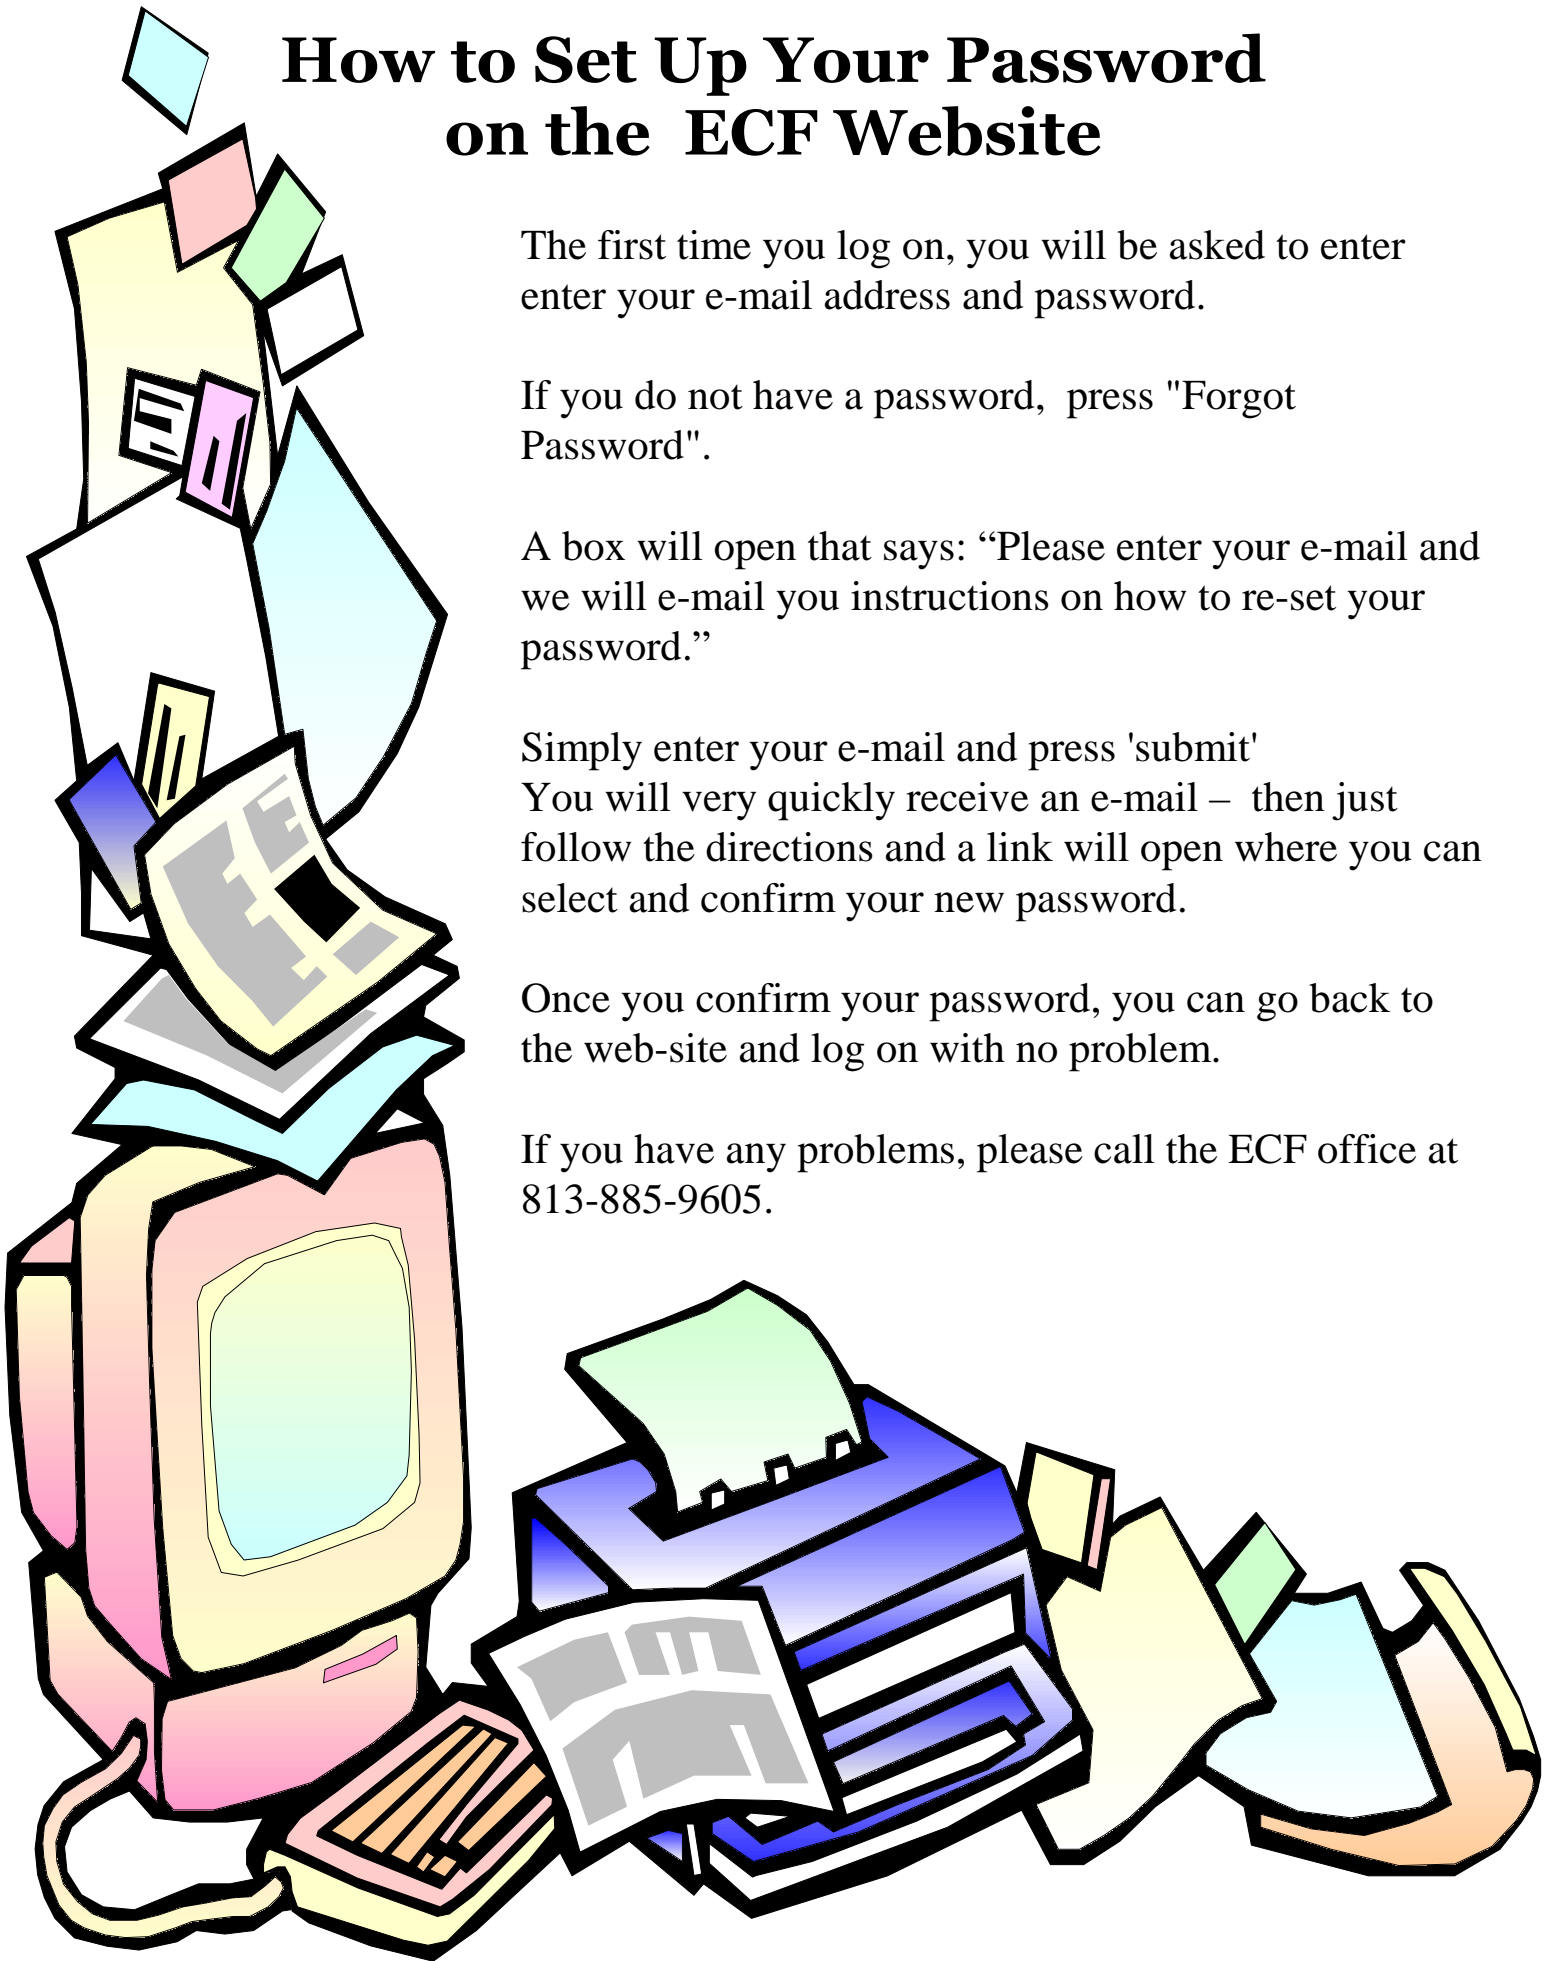 How to Set Up Your Password
on the ECF Website
The first time you log on, you will be asked to enter
enter your e-mail address and password.
If you do not have a password, press "Forgot
Password".
A box will open that says: “Please enter your e-mail and
we will e-mail you instructions on how to re-set your
password.”
Simply enter your e-mail and press 'submit'
You will very quickly receive an e-mail – then just
follow the directions and a link will open where you can
select and confirm your new password.
Once you confirm your password, you can go back to
the web-site and log on with no problem.
If you have any problems, please call the ECF office at
813-885-9605.